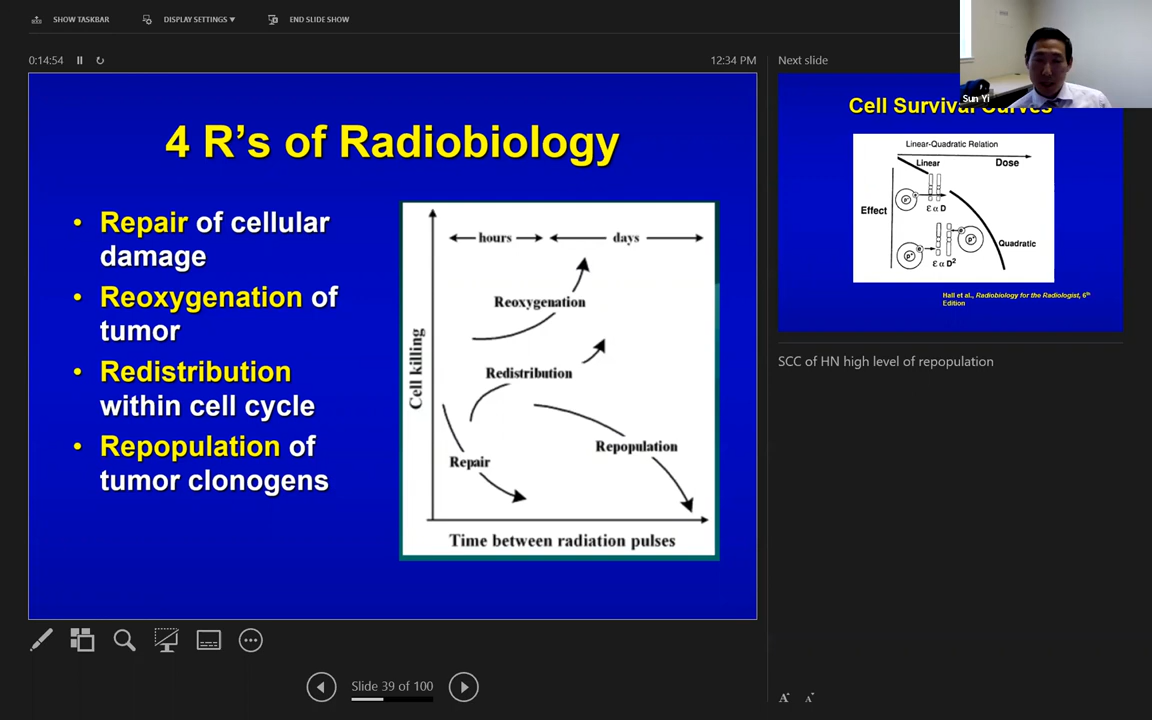 SHOW TASKBAR
DISPLAY SETTINGS ▼
END SLIDE SHOW
0:14:54
12:34 PM
Next slide
Sun Yi
4 R's of Radiobiology
• Repair of cellular
damage
• Reoxygenation of
tumor
• Redistribution
within cell cycle
• Repopulation of
tumor clonogens
hours
days
Reoxygenation
Redistribution
Repopulation
Repair
Cell killing
Time between radiation pulses
Cell Survival Curves
Linear-Quadratic Relation
Linear
Dose
Effect
ε α D
Quadratic
ε α D²
Hall et al., Radiobiology for the Radiologist, 6th
Edition
SCC of HN high level of repopulation
Slide 39 of 100